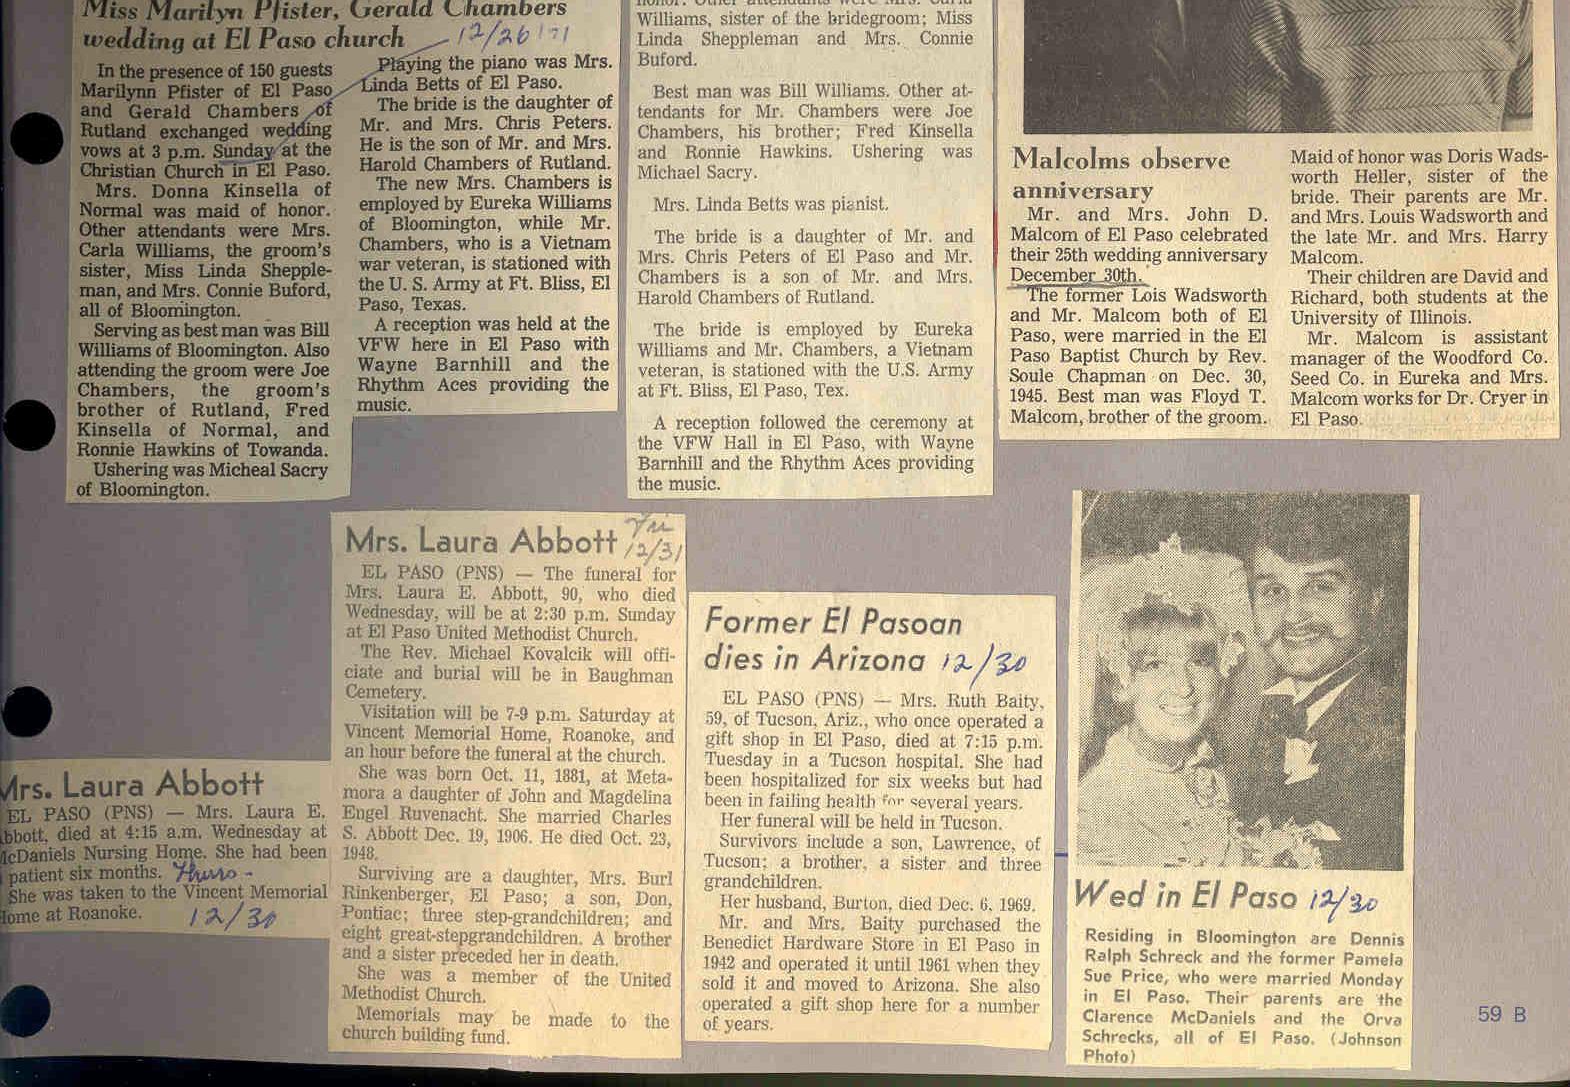 Miss Marilyn Pfister, Gerald Chambers
wedding at El Paso church
12/26/71
In the presence of 150 guests
Marilynn Pfister of El Paso
and Gerald Chambers of
Rutland exchanged wedding
vows at 3 p.m. Sunday at the
Christian Church in El Paso.
Mrs. Donna Kinsella of
Normal was maid of honor.
Other attendants were Mrs.
Carla Williams, the groom's
sister, Miss Linda Shepple-
man, and Mrs. Connie Buford,
all of Bloomington.
Serving as best man was Bill
Williams of Bloomington. Also
attending the groom were Joe
Chambers, the groom's
brother of Rutland, Fred
Kinsella of Normal, and
Ronnie Hawkins of Towanda.
Ushering was Micheal Sacry
of Bloomington.
Playing the piano was Mrs.
Linda Betts of El Paso.
The bride is the daughter of
Mr. and Mrs. Chris Peters.
He is the son of Mr. and Mrs.
Harold Chambers of Rutland.
The new Mrs. Chambers is
employed by Eureka Williams
of Bloomington, while Mr.
Chambers, who is a Vietnam
war veteran, is stationed with
the U. S. Army at Ft. Bliss, El
Paso, Texas.
A reception was held at the
VFW here in El Paso with
Wayne Barnhill and the
Rhythm Aces providing the
music.
honor. Other attendants were Mrs. Carla
Williams, sister of the bridegroom; Miss
Linda Sheppleman and Mrs. Connie
Buford.
Best man was Bill Williams. Other at-
tendants for Mr. Chambers were Joe
Chambers, his brother; Fred Kinsella
and Ronnie Hawkins. Ushering was
Michael Sacry.
Mrs. Linda Betts was pianist.
The bride is a daughter of Mr. and
Mrs. Chris Peters of El Paso and Mr.
Chambers is a son of Mr. and Mrs.
Harold Chambers of Rutland.
The bride is employed by Eureka
Williams and Mr. Chambers, a Vietnam
veteran, is stationed with the U.S. Army
at Ft. Bliss, El Paso, Tex.
A reception followed the ceremony at
the VFW Hall in El Paso, with Wayne
Barnhill and the Rhythm Aces providing
the music.
Malcolms observe
anniversary
Mr. and Mrs. John D.
Malcom of El Paso celebrated
their 25th wedding anniversary
December 30th.
The former Lois Wadsworth
and Mr. Malcom both of El
Paso, were married in the El
Paso Baptist Church by Rev.
Soule Chapman on Dec. 30,
1945. Best man was Floyd T.
Malcom, brother of the groom.
Maid of honor was Doris Wads-
worth Heller, sister of the
bride. Their parents are Mr.
and Mrs. Louis Wadsworth and
the late Mr. and Mrs. Harry
Malcom.
Their children are David and
Richard, both students at the
University of Illinois.
Mr. Malcom is assistant
manager of the Woodford Co.
Seed Co. in Eureka and Mrs.
Malcom works for Dr. Cryer in
El Paso.
Mrs. Laura Abbott
EL PASO (PNS) — Mrs. Laura E.
Abbott, died at 4:15 a.m. Wednesday at
McDaniels Nursing Home. She had been
patient six months. Thurs -
She was taken to the Vincent Memorial
Home at Roanoke. 12/30
Mrs. Laura Abbott Fri
12/31
EL PASO (PNS) — The funeral for
Mrs. Laura E. Abbott, 90, who died
Wednesday, will be at 2:30 p.m. Sunday
at El Paso United Methodist Church.
The Rev. Michael Kovalcik will offi-
ciate and burial will be in Baughman
Cemetery.
Visitation will be 7-9 p.m. Saturday at
Vincent Memorial Home, Roanoke, and
an hour before the funeral at the church.
She was born Oct. 11, 1881, at Meta-
mora a daughter of John and Magdelina
Engel Ruvenacht. She married Charles
S. Abbott Dec. 19, 1906. He died Oct. 23,
1948.
Surviving are a daughter, Mrs. Burl
Rinkenberger, El Paso; a son, Don,
Pontiac; three step-grandchildren; and
eight great-stepgrandchildren. A brother
and a sister preceded her in death.
She was a member of the United
Methodist Church.
Memorials may be made to the
church building fund.
Former El Pasoan
dies in Arizona 12/30
EL PASO (PNS) — Mrs. Ruth Baity,
59, of Tucson, Ariz., who once operated a
gift shop in El Paso, died at 7:15 p.m.
Tuesday in a Tucson hospital. She had
been hospitalized for six weeks but had
been in failing health for several years.
Her funeral will be held in Tucson.
Survivors include a son, Lawrence, of
Tucson; a brother, a sister and three
grandchildren.
Her husband, Burton, died Dec. 6, 1969.
Mr. and Mrs. Baity purchased the
Benedict Hardware Store in El Paso in
1942 and operated it until 1961 when they
sold it and moved to Arizona. She also
operated a gift shop here for a number
of years.
Wed in El Paso 12/30
Residing in Bloomington are Dennis
Ralph Schreck and the former Pamela
Sue Price, who were married Monday
in El Paso. Their parents are the
Clarence McDaniels and the Orva
Schrecks, all of El Paso. (Johnson
Photo)
59 B